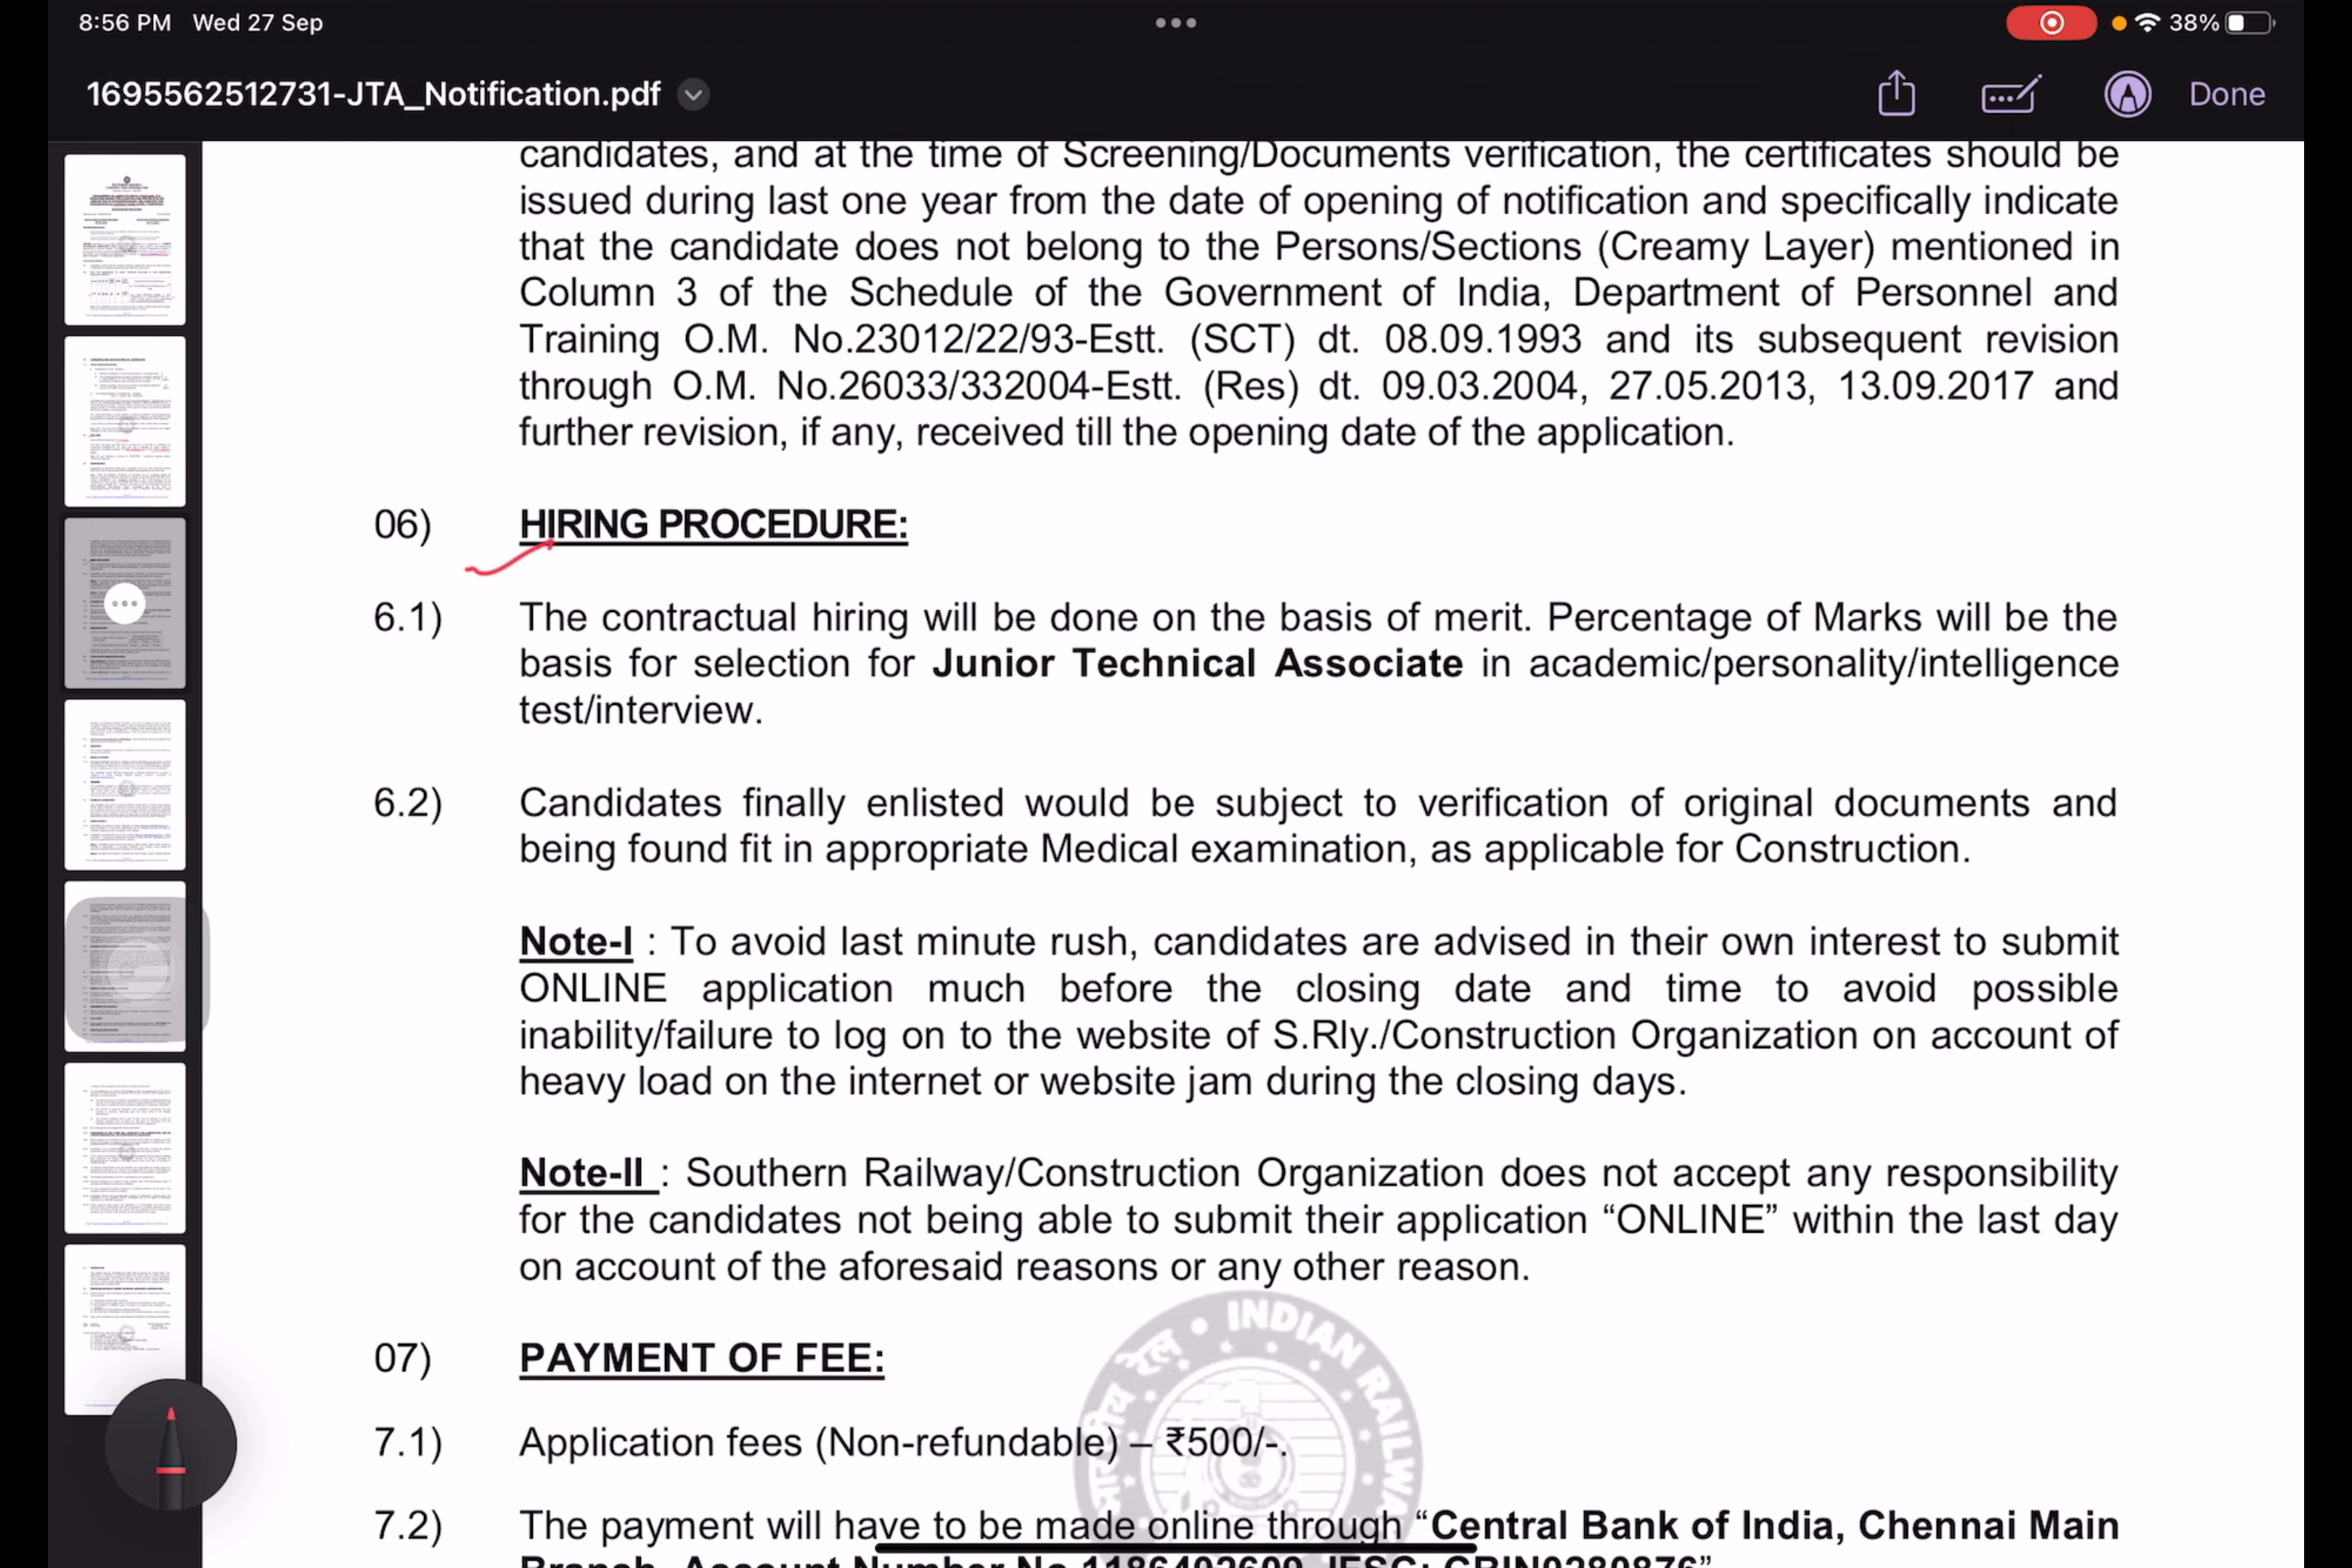 8:56 PM Wed 27 Sep
38%
1695562512731-JTA_Notification.pdf
Done
candidates, and at the time of Screening/Documents verification, the certificates should be
issued during last one year from the date of opening of notification and specifically indicate
that the candidate does not belong to the Persons/Sections (Creamy Layer) mentioned in
Column 3 of the Schedule of the Government of India, Department of Personnel and
Training O.M. No.23012/22/93-Estt. (SCT) dt. 08.09.1993 and its subsequent revision
through O.M. No.26033/332004-Estt. (Res) dt. 09.03.2004, 27.05.2013, 13.09.2017 and
further revision, if any, received till the opening date of the application.
06) HIRING PROCEDURE:
6.1) The contractual hiring will be done on the basis of merit. Percentage of Marks will be the
basis for selection for Junior Technical Associate in academic/personality/intelligence
test/interview.
6.2) Candidates finally enlisted would be subject to verification of original documents and
being found fit in appropriate Medical examination, as applicable for Construction.
Note-I : To avoid last minute rush, candidates are advised in their own interest to submit
ONLINE application much before the closing date and time to avoid possible
inability/failure to log on to the website of S.Rly./Construction Organization on account of
heavy load on the internet or website jam during the closing days.
Note-II : Southern Railway/Construction Organization does not accept any responsibility
for the candidates not being able to submit their application “ONLINE” within the last day
on account of the aforesaid reasons or any other reason.
07) PAYMENT OF FEE:
7.1) Application fees (Non-refundable) – ₹500/-.
7.2) The payment will have to be made online through “Central Bank of India, Chennai Main
भारतीय रेल • INDIAN RAILWA